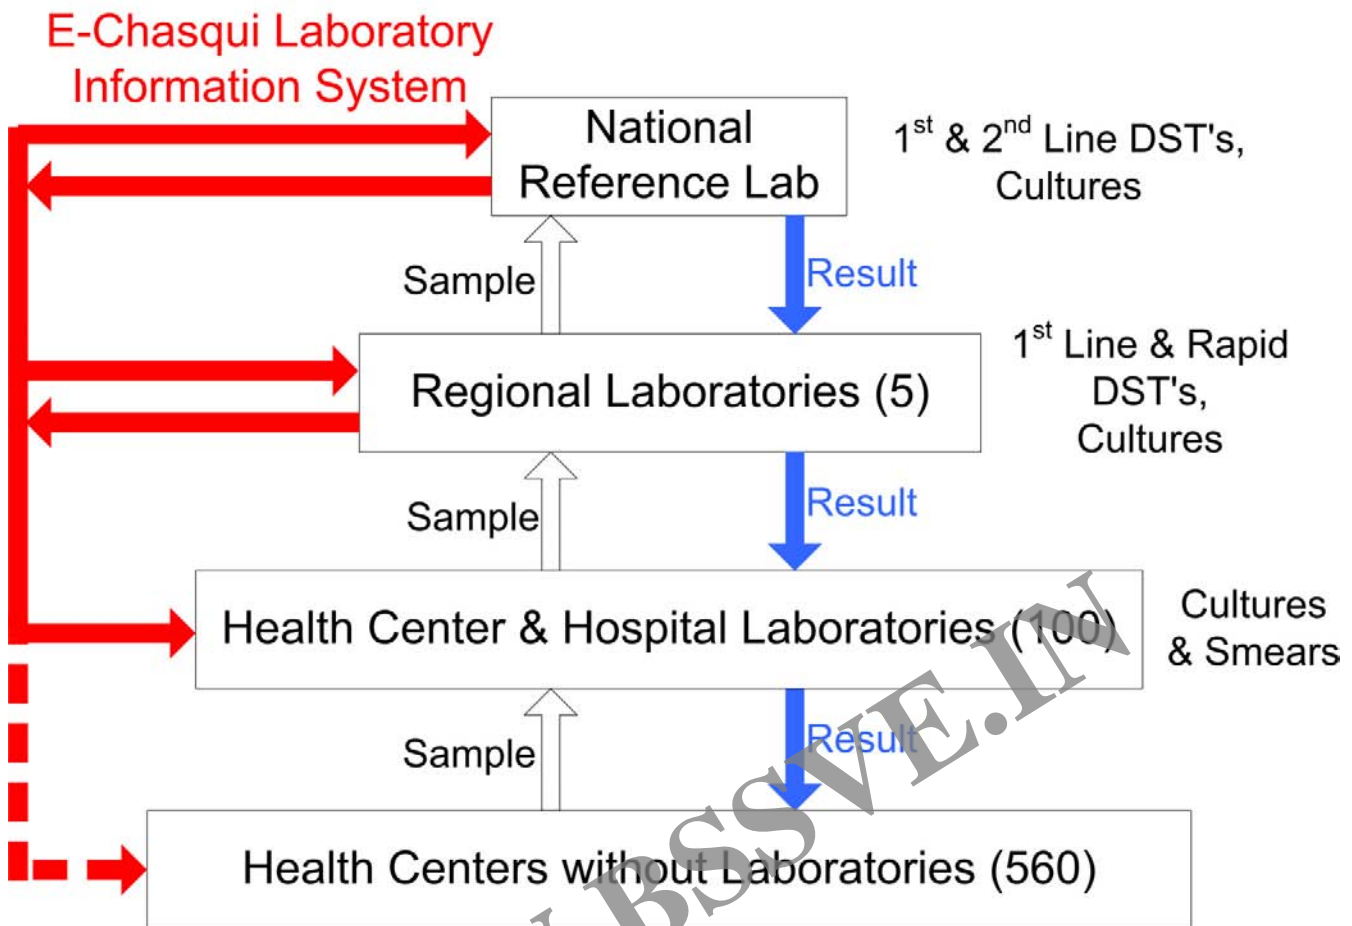 E-Chasqui Laboratory
Information System
National
Reference Lab
1st & 2nd Line DST's,
Cultures
Sample
Result
Regional Laboratories (5)
1st Line & Rapid
DST's,
Cultures
Sample
Result
Health Center & Hospital Laboratories (100)
Cultures
& Smears
Sample
Result
Health Centers without Laboratories (560)
BSSVE.IN